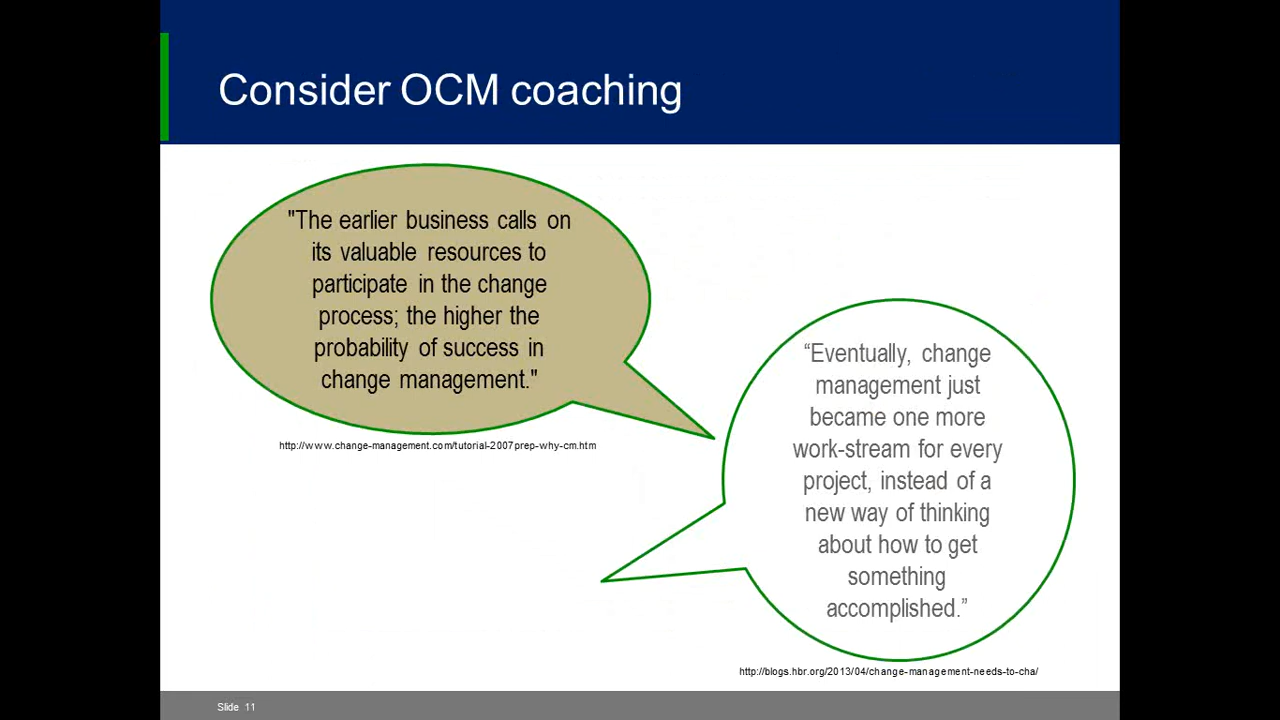 Consider OCM coaching
"The earlier business calls on
its valuable resources to
participate in the change
process; the higher the
probability of success in
change management."
http://www.change-management.com/tutorial-2007prep-why-cm.htm
“Eventually, change
management just
became one more
work-stream for every
project, instead of a
new way of thinking
about how to get
something
accomplished.”
http://blogs.hbr.org/2013/04/change-management-needs-to-cha/
Slide 11